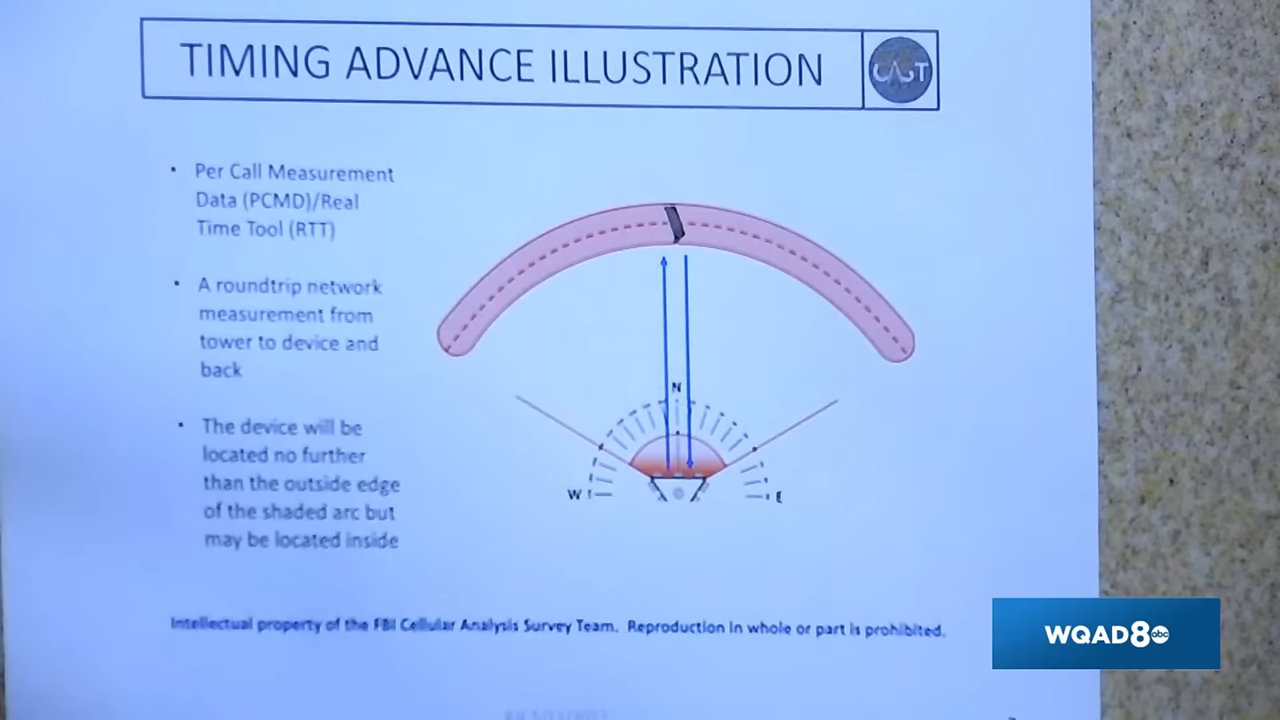 TIMING ADVANCE ILLUSTRATION
CAST
• Per Call Measurement
Data (PCMD)/Real
Time Tool (RTT)
• A roundtrip network
measurement from
tower to device and
back
• The device will be
located no further
than the outside edge
of the shaded arc but
may be located inside
N
W
E
Intellectual property of the FBI Cellular Analysis Survey Team. Reproduction in whole or part is prohibited.
WQAD8 abc